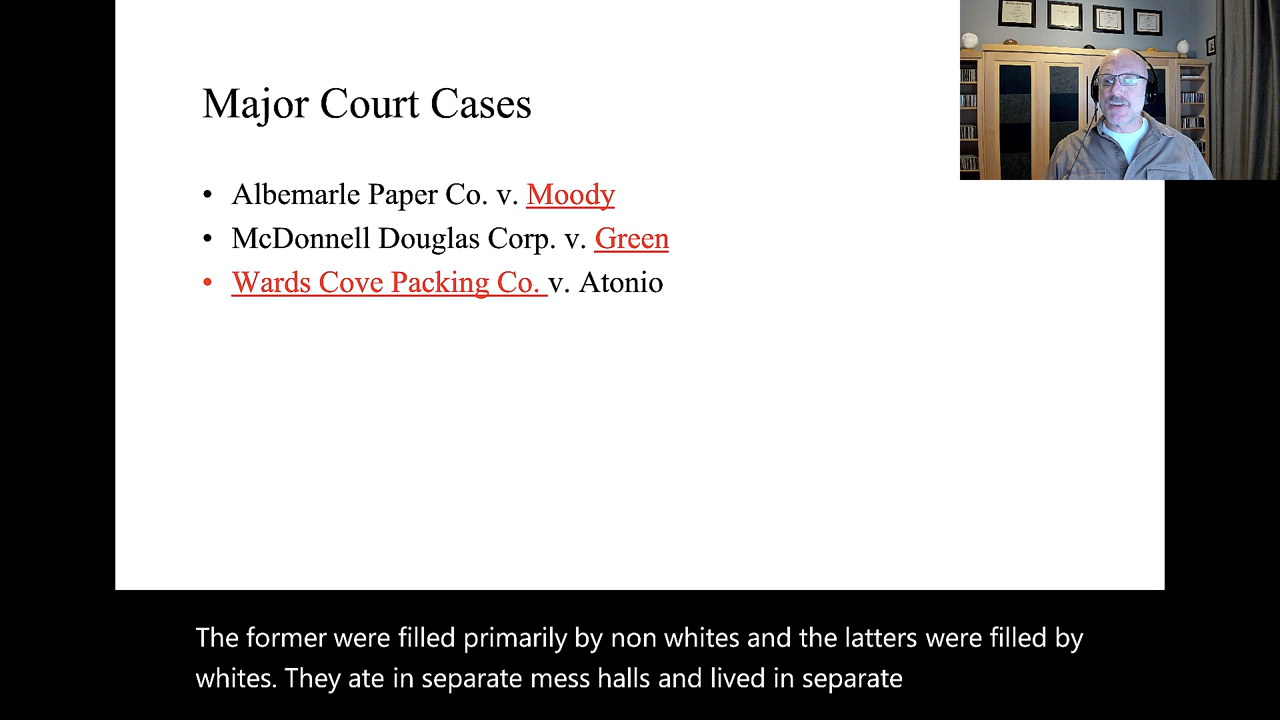 Major Court Cases
• Albemarle Paper Co. v. Moody
• McDonnell Douglas Corp. v. Green
• Wards Cove Packing Co. v. Atonio
The former were filled primarily by non whites and the latters were filled by
whites. They ate in separate mess halls and lived in separate